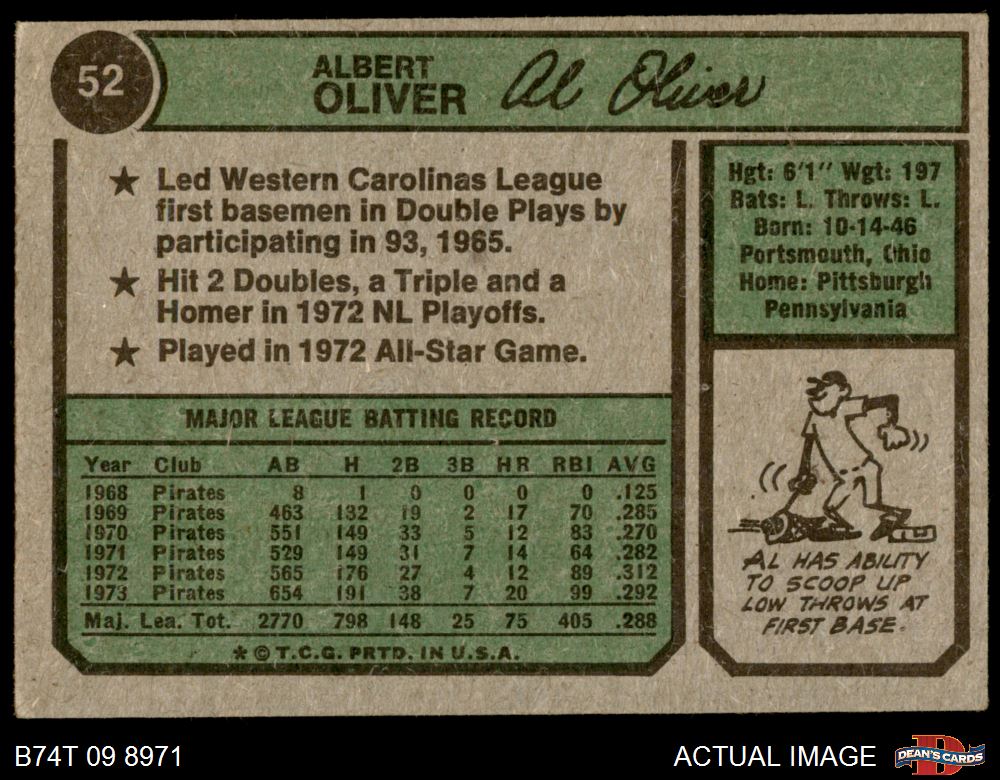 52
ALBERT
OLIVER
Al Oliver
★ Led Western Carolinas League
first basemen in Double Plays by
participating in 93, 1965.
★ Hit 2 Doubles, a Triple and a
Homer in 1972 NL Playoffs.
★ Played in 1972 All-Star Game.
Hgt: 6'1" Wgt: 197
Bats: L. Throws: L.
Born: 10-14-46
Portsmouth, Ohio
Home: Pittsburgh
Pennsylvania
MAJOR LEAGUE BATTING RECORD
Year Club AB H 2B 3B HR RBI AVG
1968 Pirates 8 1 0 0 0 0 .125
1969 Pirates 463 132 19 2 17 70 .285
1970 Pirates 551 149 33 5 12 83 .270
1971 Pirates 529 149 31 7 14 64 .282
1972 Pirates 565 176 27 4 12 89 .312
1973 Pirates 654 191 38 7 20 99 .292
Maj. Lea. Tot. 2770 798 148 25 75 405 .288
* © T.C.G. PRTD. IN U.S.A.
AL HAS ABILITY
TO SCOOP UP
LOW THROWS AT
FIRST BASE.
B74T 09 8971
ACTUAL IMAGE
D
DEAN'S CARDS